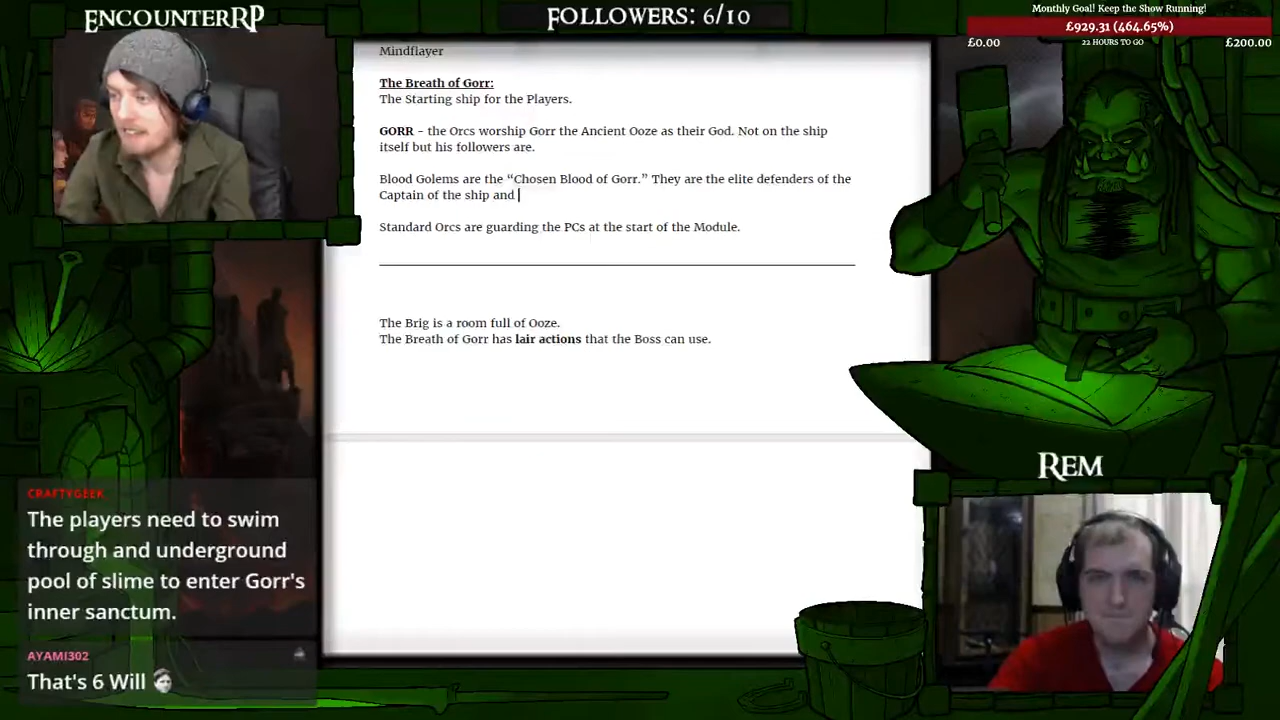 ENCOUNTERRP
FOLLOWERS: 6/10
Monthly Goal! Keep the Show Running!
£929.31 (464.65%)
£0.00
22 HOURS TO GO
£200.00
Mindflayer
The Breath of Gorr:
The Starting ship for the Players.
GORR - the Orcs worship Gorr the Ancient Ooze as their God. Not on the ship
itself but his followers are.
Blood Golems are the “Chosen Blood of Gorr.” They are the elite defenders of the
Captain of the ship and
Standard Orcs are guarding the PCs at the start of the Module.
The Brig is a room full of Ooze.
The Breath of Gorr has lair actions that the Boss can use.
REM
CRAFTYGEEK
The players need to swim
through and underground
pool of slime to enter Gorr's
inner sanctum.
AYAMI302
That's 6 Will